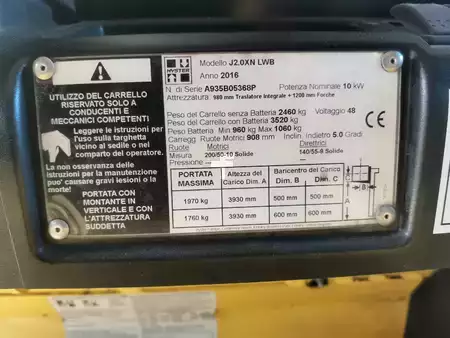 HYSTER
Modello J2.0XN LWB
Anno 2016
N. di Serie A935B05368P Potenza Nominale 10 kW
Attrezzatura. 980 mm Traslatore Integrale + 1200 mm Forche
Peso del Carrello senza Batteria 2460 kg Voltaggio 48
Peso del Carrello con Batteria 3520 kg
Peso Batteria: Min 960 kg Max 1060 kg
Carregg Ruote Motrici 908 mm Inclin. Indietro 5.0 Gradi
Ruote Motrici Direttrici
Misura 200/50-10 Solide 140/55-9 Solide
PORTATA MASSIMA Altezza del Carico Dim. A Baricentro del Carico Dim. B Dim. C
1970 kg 3930 mm 500 mm 500 mm
1760 kg 3930 mm 600 mm 600 mm
A
B
UTILIZZO DEL CARRELLO
RISERVATO SOLO A
CONDUCENTI E
MECCANICI COMPETENTI
Leggere le istruzioni per
l'uso sulla targhetta
vicino al sedile o nel
comparto operatore.
La non osservanza delle
istruzioni per la manutenzione
puo' causare gravi lesioni o
morte.
PORTATA CON
MONTANTE IN
VERTICALE E CON
L'ATTREZZATURA
SUDDETTA